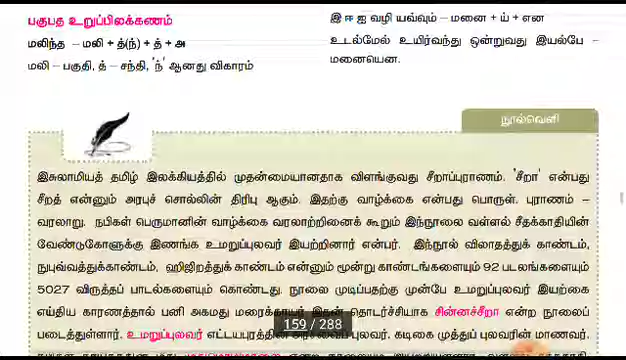 பகுபத உறுப்பிலக்கணம்
மலிந்த – மலி + த்(ந்) + த் + அ
மலி – பகுதி, த் – சந்தி, 'ந்' ஆனது விகாரம்
இ ஈ ஐ வழி யவ்வும் – மனை + ய் + என
உடல்மேல் உயிர்வந்து ஒன்றுவது இயல்பே –
மனையென.
நூல்வெளி
இசுலாமியத் தமிழ் இலக்கியத்தில் முதன்மையானதாக விளங்குவது சீறாப்புராணம். 'சீறா' என்பது
சீறத் என்னும் அரபுச் சொல்லின் திரிபு ஆகும். இதற்கு வாழ்க்கை என்பது பொருள். புராணம் –
வரலாறு. நபிகள் பெருமானின் வாழ்க்கை வரலாற்றினைக் கூறும் இந்நூலை வள்ளல் சீதக்காதியின்
வேண்டுகோளுக்கு இணங்க உமறுப்புலவர் இயற்றினார் என்பர். இந்நூல் விலாதத்துக் காண்டம்,
நுபுவ்வத்துக்காண்டம், ஹிஜிறத்துக் காண்டம் என்னும் மூன்று காண்டங்களையும் 92 படலங்களையும்
5027 விருத்தப் பாடல்களையும் கொண்டது. நூலை முடிப்பதற்கு முன்பே உமறுப்புலவர் இயற்கை
எய்திய காரணத்தால் பனி அகமது மரைக்காயர் இதன் தொடர்ச்சியாக சின்னச்சீறா என்ற நூலைப்
படைத்துள்ளார். உமறுப்புலவர் எட்டயபுரத்தின் அரசவைப் புலவர். கடிகை முத்துப் புலவரின் மாணவர்.
159 / 288